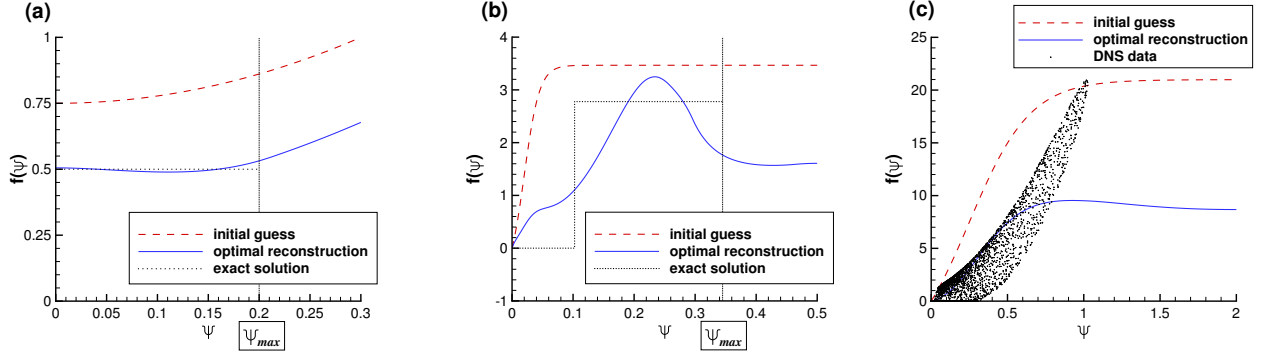 (a)
1
0.75
0.5
0.25
0
f(ψ)
initial guess
optimal reconstruction
exact solution
0
0.05
0.1
0.15
0.2
0.25
0.3
Ψ
Ψmax
(b)
4
3
2
1
0
-1
f(ψ)
initial guess
optimal reconstruction
exact solution
0
0.1
0.2
0.3
0.4
0.5
Ψ
Ψmax
(c)
initial guess
optimal reconstruction
DNS data
25
20
15
10
5
0
f(ψ)
0
0.5
1
1.5
2
Ψ